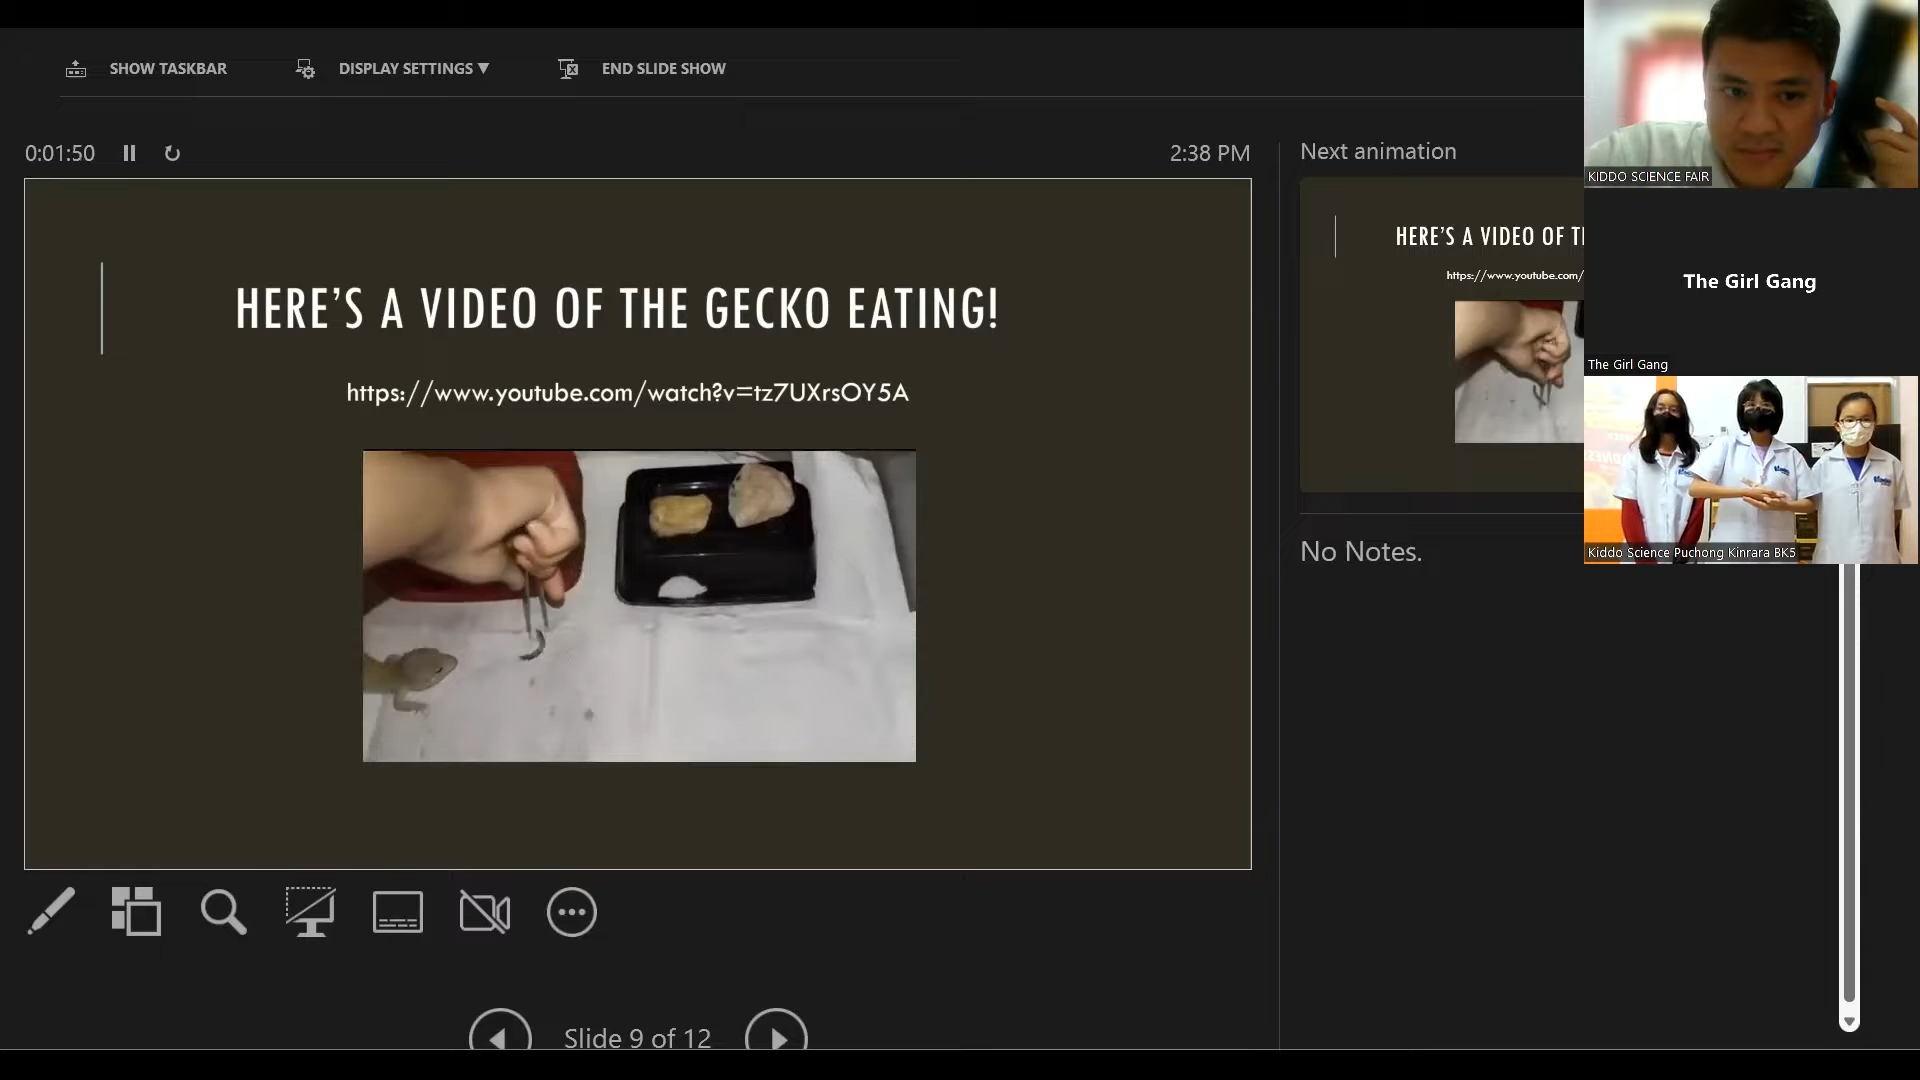 SHOW TASKBAR
DISPLAY SETTINGS ▼
END SLIDE SHOW
0:01:50
2:38 PM
HERE'S A VIDEO OF THE GECKO EATING!
https://www.youtube.com/watch?v=tz7UXrsOY5A
Slide 9 of 12
Next animation
HERE'S A VIDEO OF
https://www.youtube.com/
No Notes.
KIDDO SCIENCE FAIR
The Girl Gang
The Girl Gang
Kiddo Science Puchong Kinrara BK5